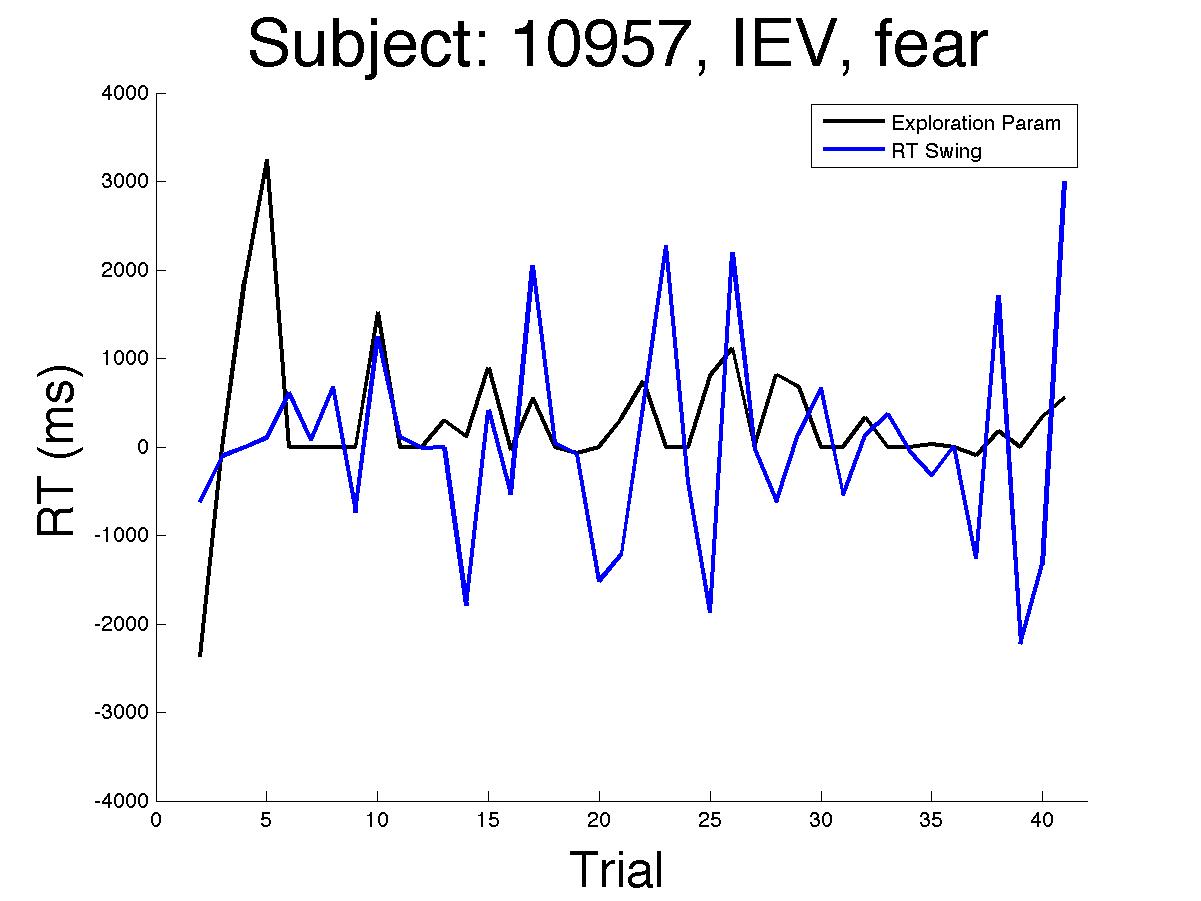 Subject: 10957, IEV, fear
Exploration Param
RT Swing
RT (ms)
4000
3000
2000
1000
0
-1000
-2000
-3000
-4000
0 5 10 15 20 25 30 35 40
Trial